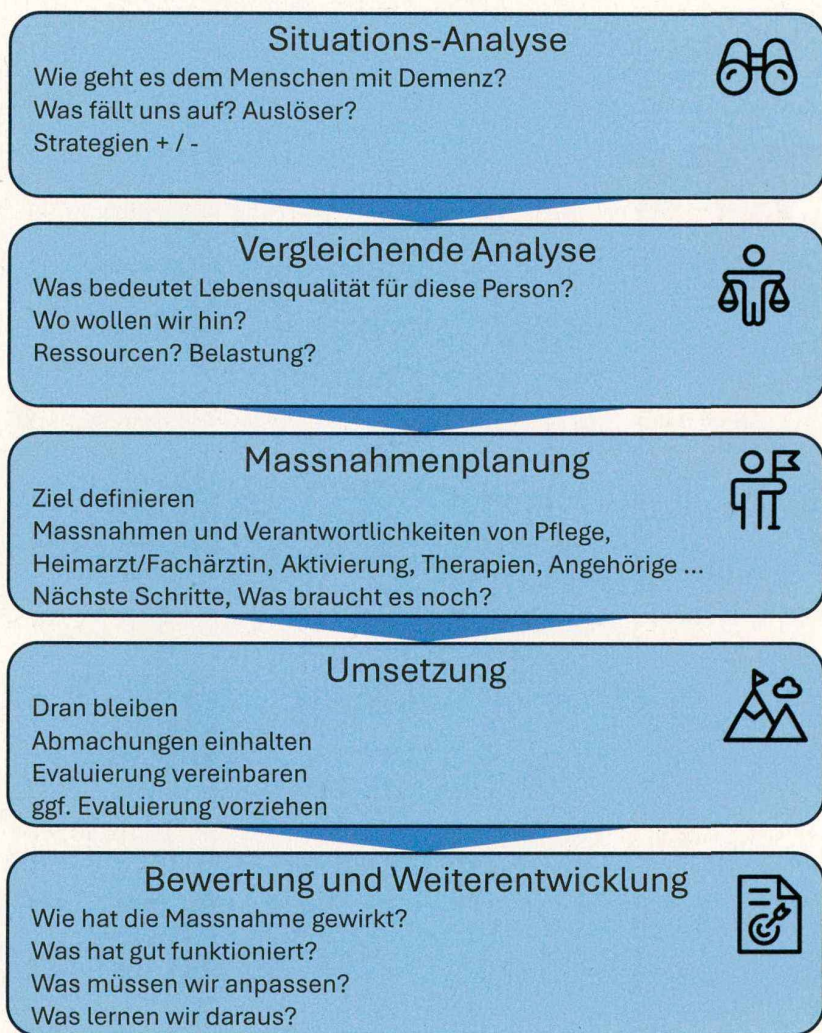 Situations-Analyse
Wie geht es dem Menschen mit Demenz?
Was fällt uns auf? Auslöser?
Strategien + / -
Vergleichende Analyse
Was bedeutet Lebensqualität für diese Person?
Wo wollen wir hin?
Ressourcen? Belastung?
Massnahmenplanung
Ziel definieren
Massnahmen und Verantwortlichkeiten von Pflege,
Heimarzt/Fachärztin, Aktivierung, Therapien, Angehörige ...
Nächste Schritte, Was braucht es noch?
Umsetzung
Dran bleiben
Abmachungen einhalten
Evaluierung vereinbaren
ggf. Evaluierung vorziehen
Bewertung und Weiterentwicklung
Wie hat die Massnahme gewirkt?
Was hat gut funktioniert?
Was müssen wir anpassen?
Was lernen wir daraus?